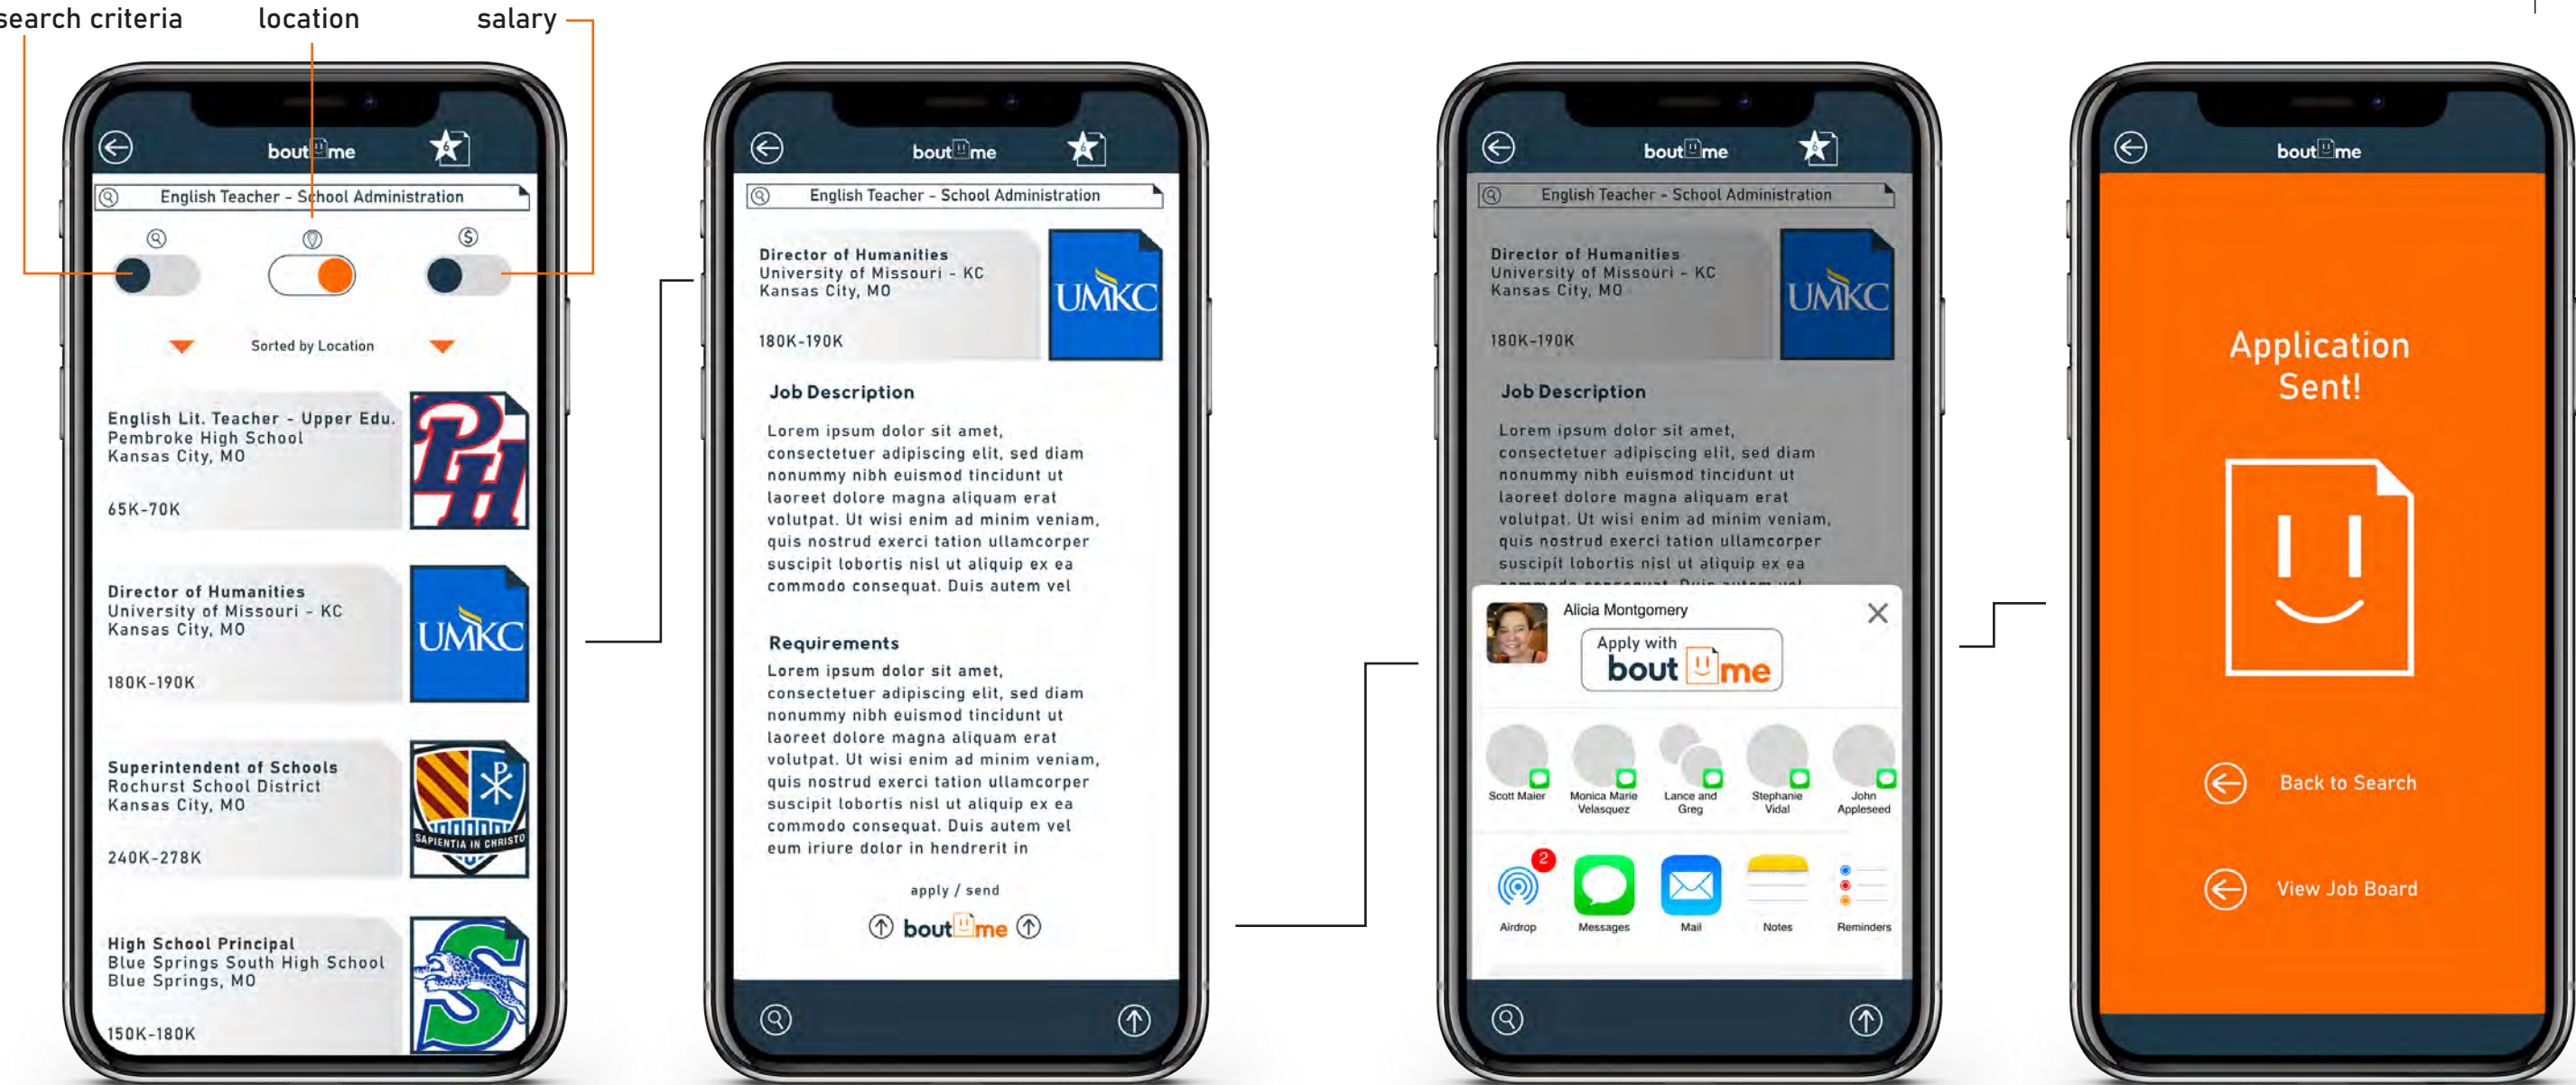 search criteria
location
salary
bout me
6
English Teacher - School Administration
$
Sorted by Location
English Lit. Teacher - Upper Edu.
Pembroke High School
Kansas City, MO
65K-70K
PH
Director of Humanities
University of Missouri - KC
Kansas City, MO
180K-190K
UMKC
Superintendent of Schools
Rochurst School District
Kansas City, MO
240K-278K
SAPIENTIA IN CHRISTO
High School Principal
Blue Springs South High School
Blue Springs, MO
150K-180K
S
bout me
6
English Teacher - School Administration
Director of Humanities
University of Missouri - KC
Kansas City, MO
180K-190K
UMKC
Job Description
Lorem ipsum dolor sit amet,
consectetuer adipiscing elit, sed diam
nonummy nibh euismod tincidunt ut
laoreet dolore magna aliquam erat
volutpat. Ut wisi enim ad minim veniam,
quis nostrud exerci tation ullamcorper
suscipit lobortis nisl ut aliquip ex ea
commodo consequat. Duis autem vel
Requirements
Lorem ipsum dolor sit amet,
consectetuer adipiscing elit, sed diam
nonummy nibh euismod tincidunt ut
laoreet dolore magna aliquam erat
volutpat. Ut wisi enim ad minim veniam,
quis nostrud exerci tation ullamcorper
suscipit lobortis nisl ut aliquip ex ea
commodo consequat. Duis autem vel
eum iriure dolor in hendrerit in
apply / send
bout me
bout me
6
English Teacher - School Administration
Director of Humanities
University of Missouri - KC
Kansas City, MO
180K-190K
UMKC
Job Description
Lorem ipsum dolor sit amet,
consectetuer adipiscing elit, sed diam
nonummy nibh euismod tincidunt ut
laoreet dolore magna aliquam erat
volutpat. Ut wisi enim ad minim veniam,
quis nostrud exerci tation ullamcorper
suscipit lobortis nisl ut aliquip ex ea
commodo consequat. Duis autem vel
Alicia Montgomery
Apply with
bout me
Scott Maier
Monica Marie
Velasquez
Lance and
Greg
Stephanie
Vidal
John
Appleseed
2
Airdrop
Messages
Mail
Notes
Reminders
bout me
Application
Sent!
Back to Search
View Job Board